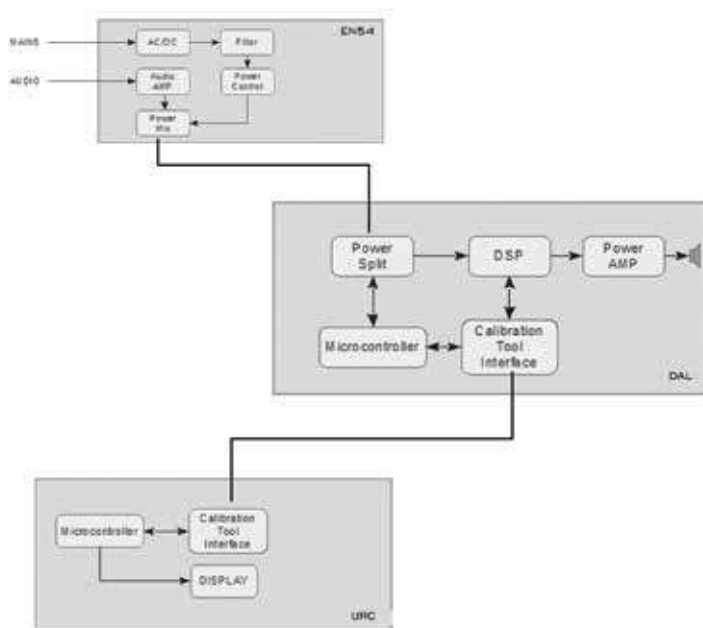 EN54
MAINS
AC/DC
Filter
AUDIO
Audio
AMP
Power
Control
Power
Mix
Power
Split
DSP
Power
AMP
Microcontroller
Calibration
Tool
Interface
DAL
Microcontroller
Calibration
Tool
Interface
DISPLAY
URC